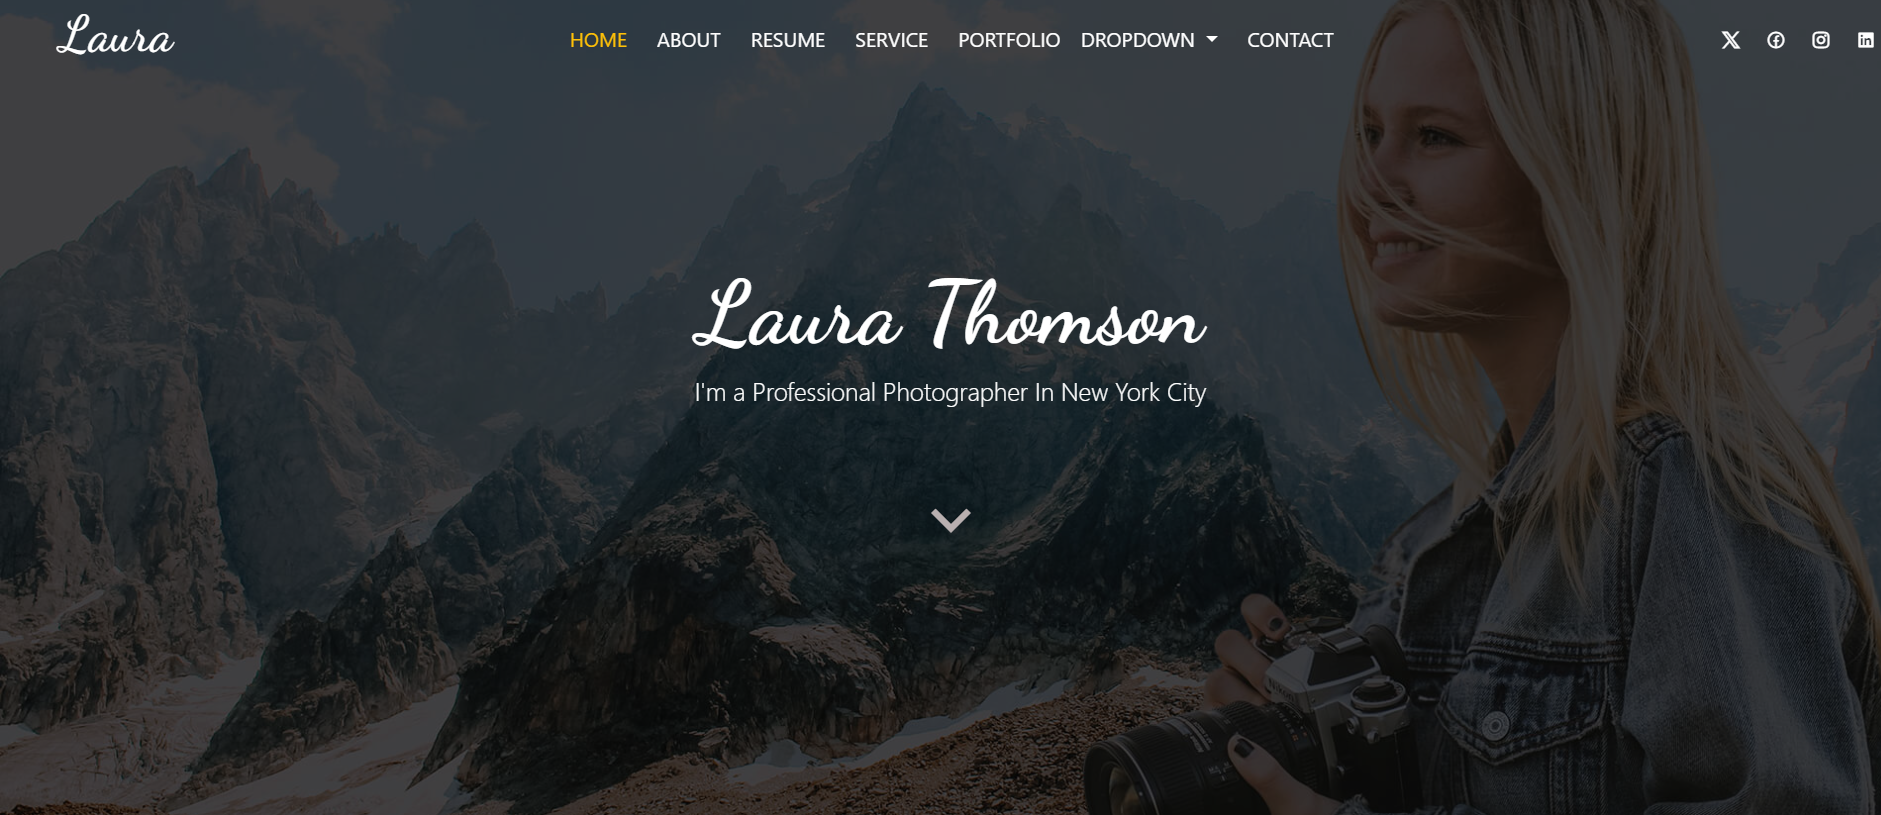 Laura
HOME ABOUT RESUME SERVICE PORTFOLIO DROPDOWN CONTACT
Laura Thomson
I'm a Professional Photographer In New York City